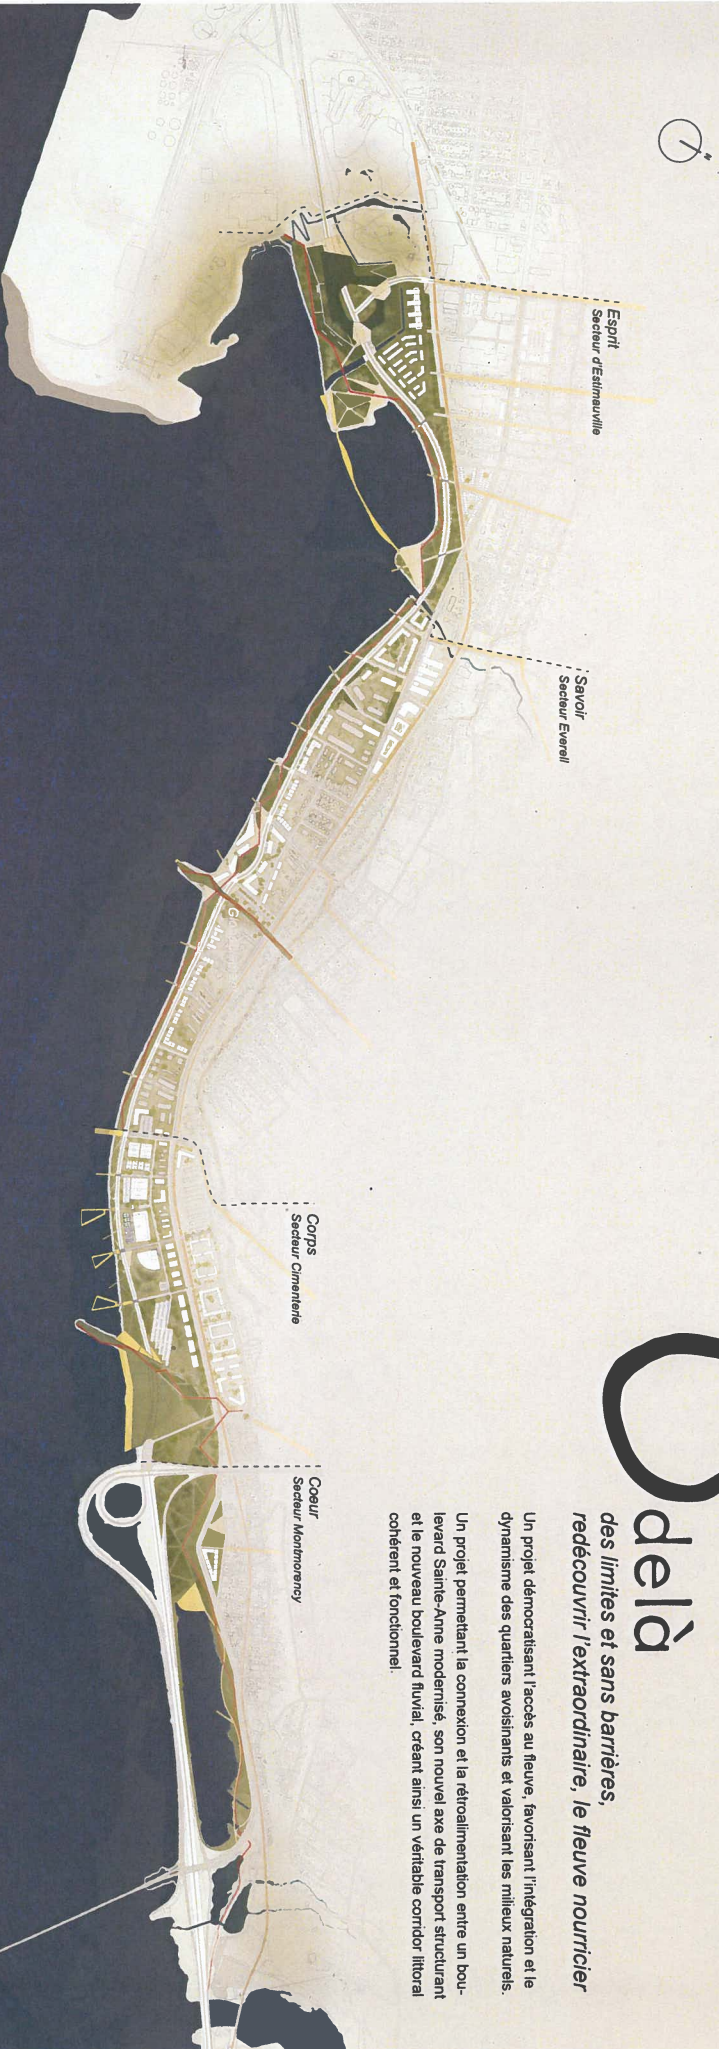 delà
des limites et sans barrières,
redécouvrir l'extraordinaire, le fleuve nourricier
Un projet démocratisant l'accès au fleuve, favorisant l'intégration et le
dynamisme des quartiers avoisinants et valorisant les milieux naturels.
Un projet permettant la connexion et la rétroalimentation entre un bou-
levard Sainte-Anne modernisé, son nouvel axe de transport structurant
et le nouveau boulevard fluvial, créant ainsi un véritable corridor littoral
cohérent et fonctionnel.
Esprit
Secteur d'Estimauville
Savoir
Secteur Everell
Corps
Secteur Cimenterie
Coeur
Secteur Montmorency
G